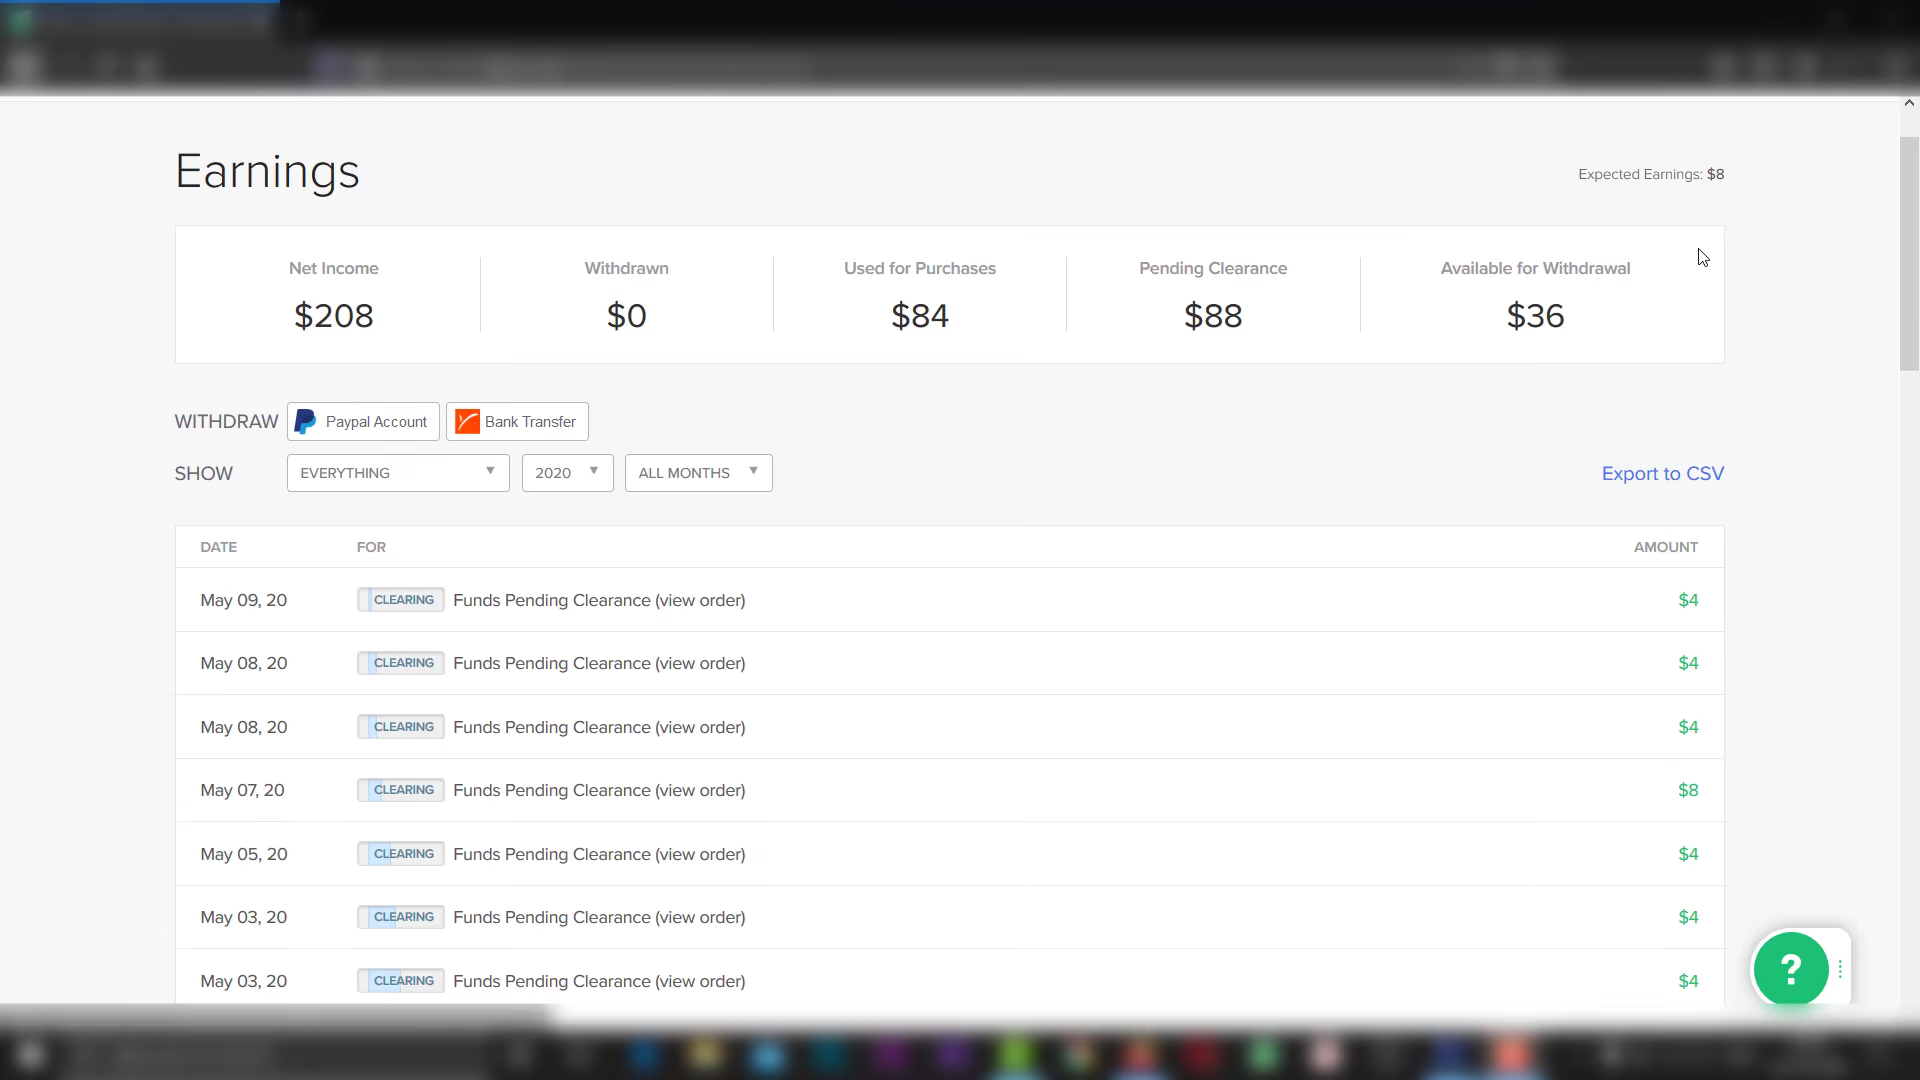 Earnings
Expected Earnings: $8
Net Income
Withdrawn
Used for Purchases
Pending Clearance
Available for Withdrawal
$208
$0
$84
$88
$36
WITHDRAW
Paypal Account
Bank Transfer
SHOW
EVERYTHING
2020
ALL MONTHS
Export to CSV
DATE FOR AMOUNT
May 09, 20 CLEARING Funds Pending Clearance (view order) $4
May 08, 20 CLEARING Funds Pending Clearance (view order) $4
May 08, 20 CLEARING Funds Pending Clearance (view order) $4
May 07, 20 CLEARING Funds Pending Clearance (view order) $8
May 05, 20 CLEARING Funds Pending Clearance (view order) $4
May 03, 20 CLEARING Funds Pending Clearance (view order) $4
May 03, 20 CLEARING Funds Pending Clearance (view order) $4
?